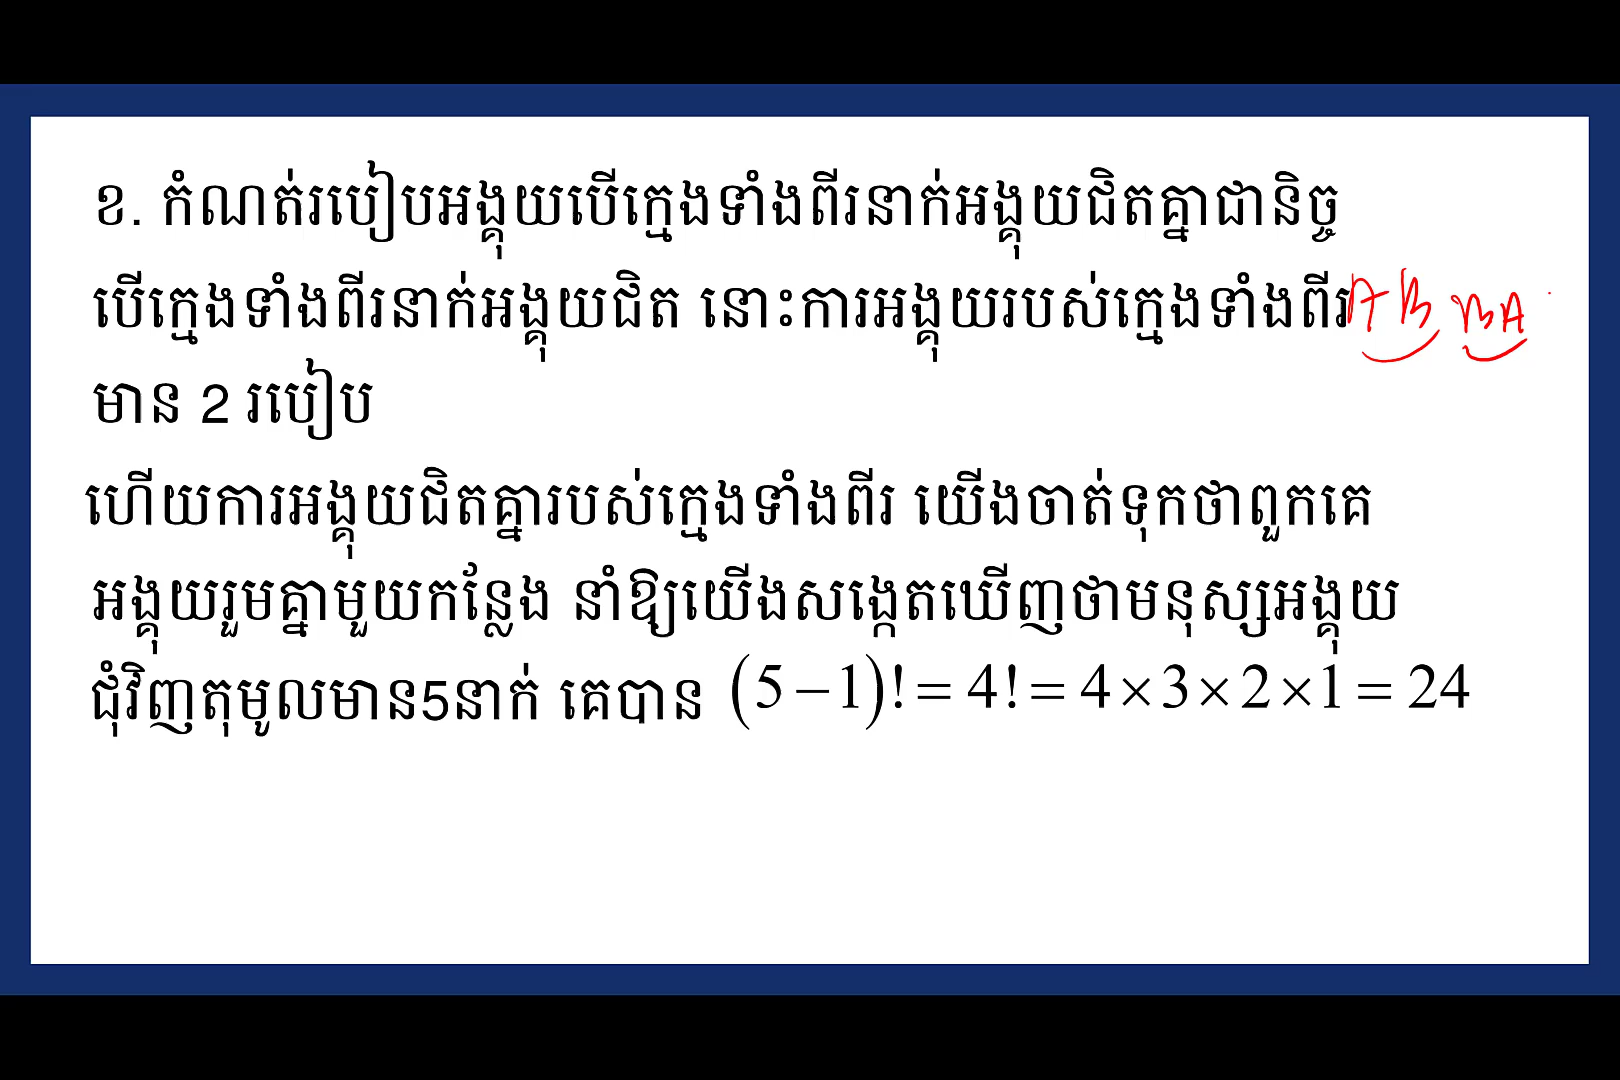 ខ. កំណត់របៀបអង្គុយបើក្មេងទាំងពីរនាក់អង្គុយជិតគ្នាជានិច្ច
បើក្មេងទាំងពីរនាក់អង្គុយជិត នោះការអង្គុយរបស់ក្មេងទាំងពីរ AB BA
មាន 2 របៀប
ហើយការអង្គុយជិតគ្នារបស់ក្មេងទាំងពីរ យើងចាត់ទុកថាពួកគេ
អង្គុយរួមគ្នាមួយកន្លែង នាំឱ្យយើងសង្កេតឃើញថាមនុស្សអង្គុយ
ជុំវិញតុមូលមាន5នាក់ គេបាន (5−1)!=4!=4×3×2×1=24